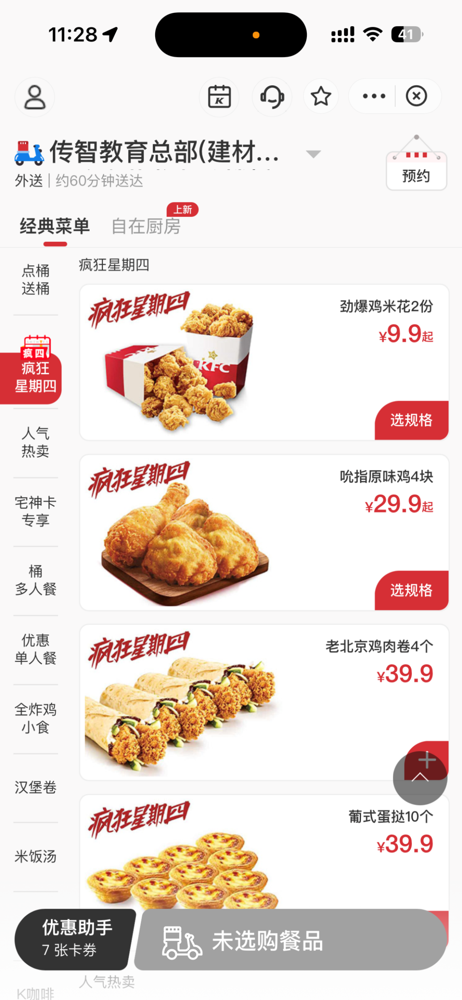 11:28
41
K
传智教育总部(建材...
外送 | 约60分钟送达
预约
上新
经典菜单
自在厨房
点桶
送桶
疯四
疯狂
星期四
人气
热卖
宅神卡
专享
桶
多人餐
优惠
单人餐
全炸鸡
小食
汉堡卷
米饭汤
K咖啡
疯狂星期四
疯狂星期四
KFC
劲爆鸡米花2份
¥9.9起
选规格
疯狂星期四
吮指原味鸡4块
¥29.9起
选规格
疯狂星期四
老北京鸡肉卷4个
¥39.9
疯狂星期四
葡式蛋挞10个
¥39.9
优惠助手
7 张卡券
未选购餐品
人气热卖